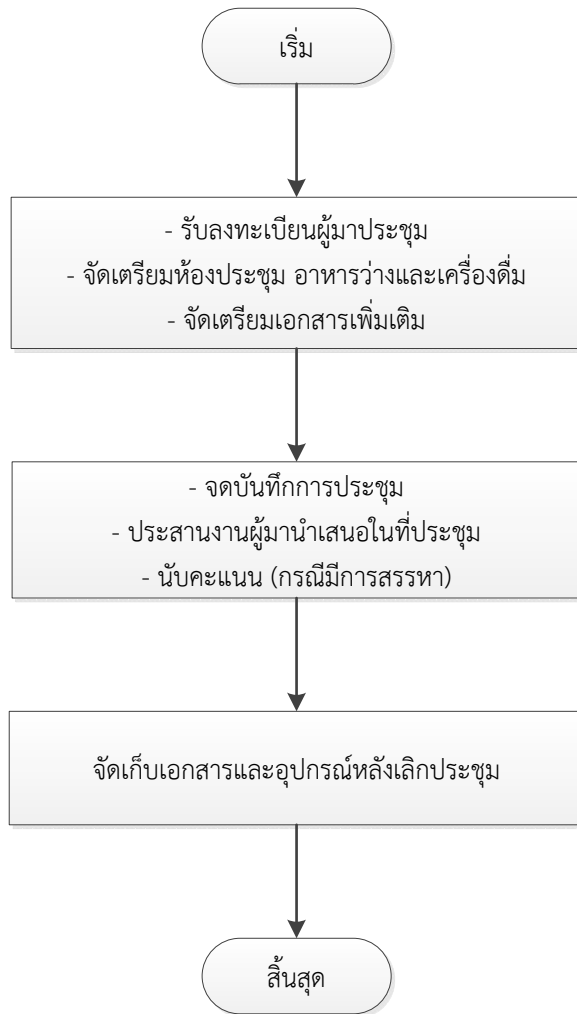 เริ่ม
- รับลงทะเบียนผู้มาประชุม
- จัดเตรียมห้องประชุม อาหารว่างและเครื่องดื่ม
- จัดเตรียมเอกสารเพิ่มเติม
- จดบันทึกการประชุม
- ประสานงานผู้มานำเสนอในที่ประชุม
- นับคะแนน (กรณีมีการสรรหา)
จัดเก็บเอกสารและอุปกรณ์หลังเลิกประชุม
สิ้นสุด